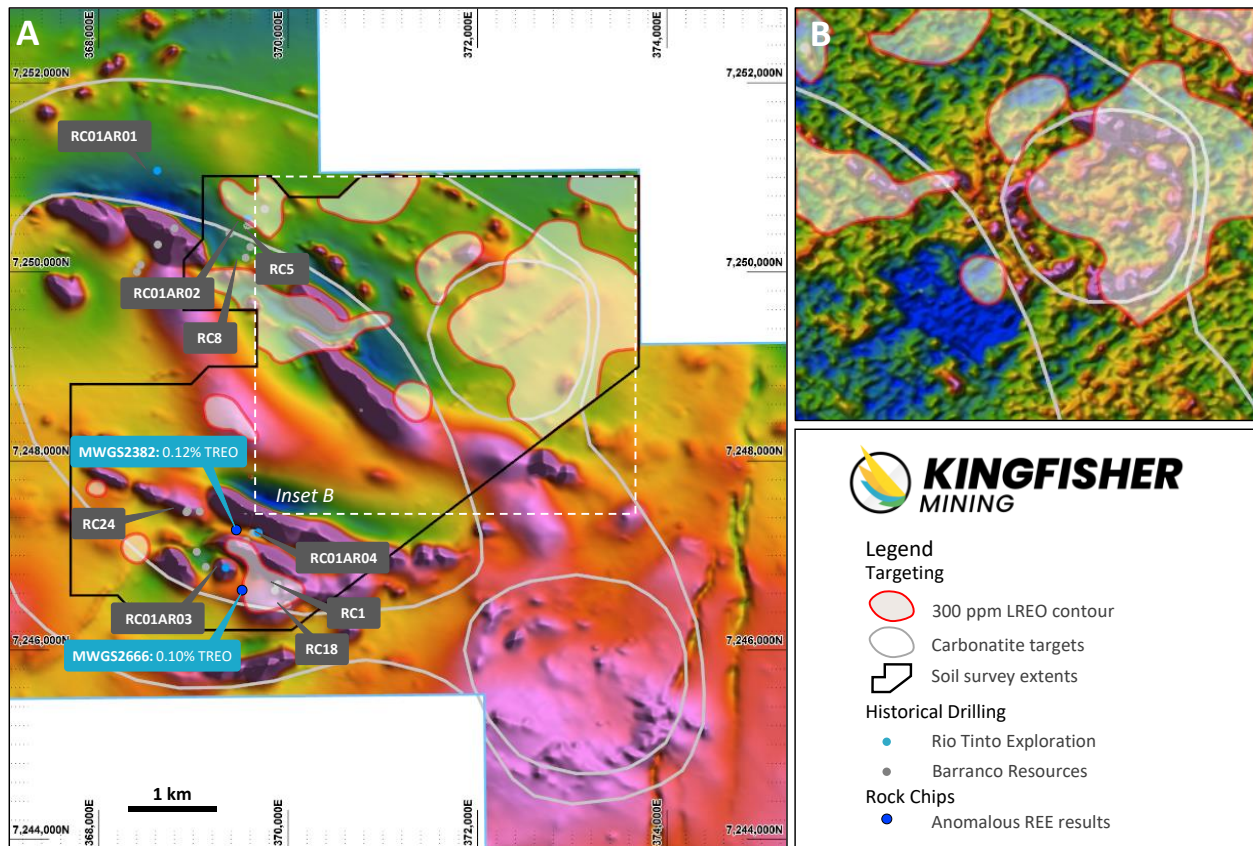 A
368,000E
370,000E
372,000E
374,000E
7,252,000N
7,252,000N
RC01AR01
7,250,000N
7,250,000N
RC5
RC01AR02
RC8
7,248,000N
7,248,000N
MWGS2382: 0.12% TREO
Inset B
RC24
RC01AR04
RC01AR03
RC1
7,246,000N
7,246,000N
MWGS2666: 0.10% TREO
RC18
1 km
7,244,000N
7,244,000N
368,000E
370,000E
372,000E
374,000E
B
KINGFISHER
MINING
Legend
Targeting
300 ppm LREO contour
Carbonatite targets
Soil survey extents
Historical Drilling
Rio Tinto Exploration
Barranco Resources
Rock Chips
Anomalous REE results